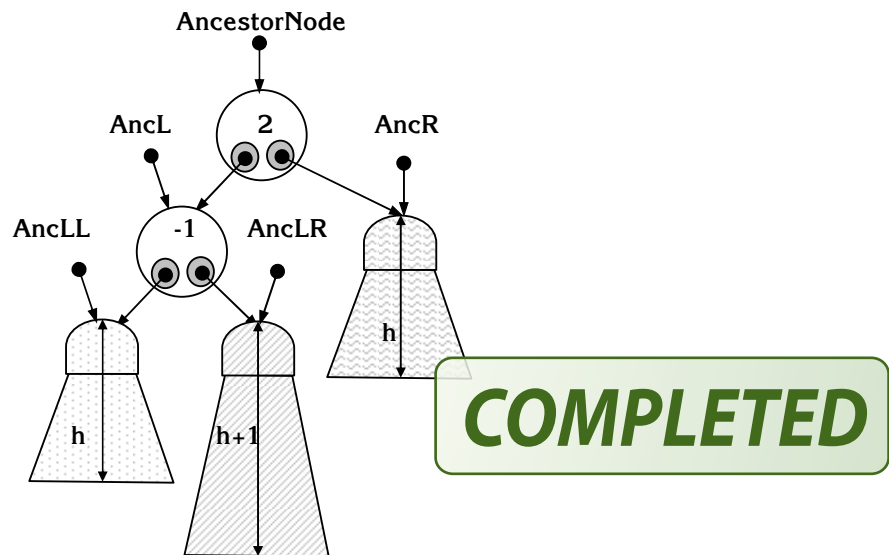 AncestorNode
AncL
2
AncR
AncLL
-1
AncLR
h
h
h+1
COMPLETED